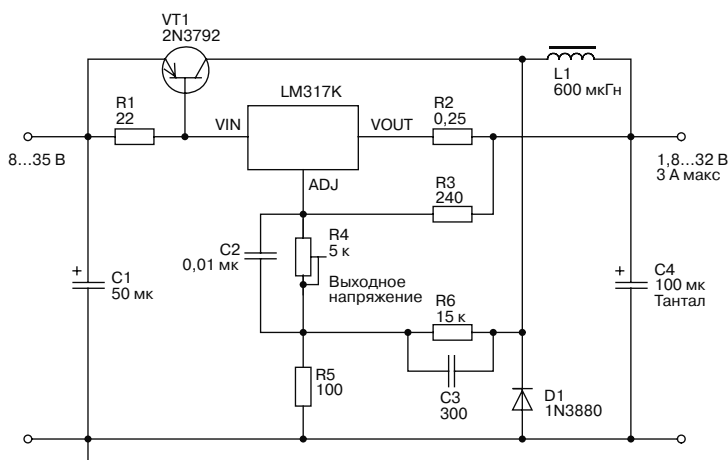 VT1
2N3792
LM317K
L1
600 мкГн
R1
22
VIN
VOUT
R2
0,25
8...35 В
1,8...32 В
3 А макс
ADJ
R3
240
C2
0,01 мк
R4
5 к
Выходное
напряжение
+
C1
50 мк
R6
15 к
+
C4
100 мк
Тантал
R5
100
C3
300
D1
1N3880